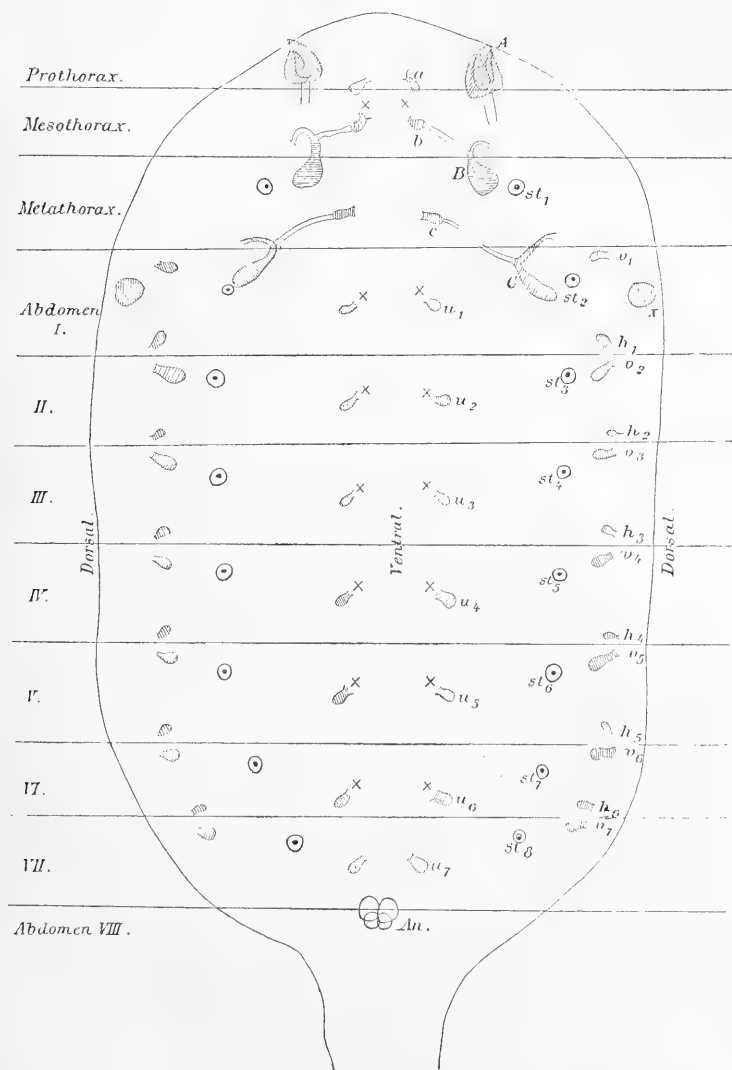 A
Prothorax.
a
Mesothorax.
b
B
st1
Metathorax.
c
v1
C
st2
Abdomen
I.
u1
x
h1
v2
st3
II.
u2
h2
v3
st4
III.
u3
h3
Dorsal.
Ventral.
Dorsal.
v4
st5
IV.
u4
h4
v5
st6
V.
u5
h5
v6
st7
VI.
u6
h6
v7
st8
VII.
u7
An.
Abdomen VIII.